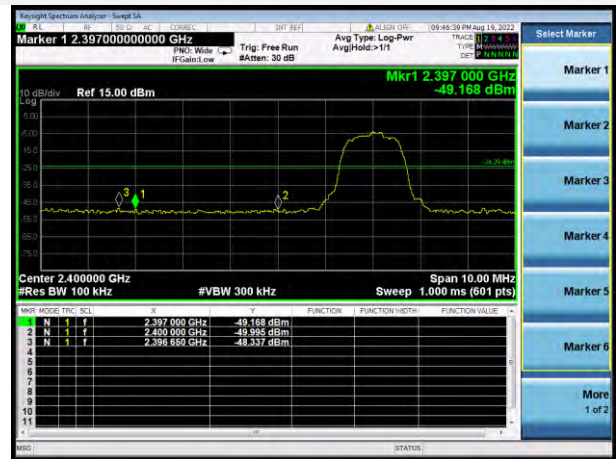 Keysight Spectrum Analyzer - Swept SA
RL RF 50 Ω AC CORREC INT REF ALIGN OFF 09:46:39 PM Aug 19, 2022
Marker 1 2.397000000000 GHz
PNO: Wide
IFGain:Low
Trig: Free Run
#Atten: 30 dB
Avg Type: Log-Pwr
Avg|Hold:>1/1
TRACE 1 2 3 4 5 6
TYPE M WWWWW
DET P N N N N N
Select Marker
Mkr1 2.397 000 GHz
-49.168 dBm
10 dB/div Ref 15.00 dBm
Log
5.00
-5.00
-15.0
-25.0
-24.29 dBm
-35.0
-45.0
3 1 2
-55.0
-65.0
-75.0
Center 2.400000 GHz Span 10.00 MHz
#Res BW 100 kHz #VBW 300 kHz Sweep 1.000 ms (601 pts)
MKR MODE TRC SCL X Y FUNCTION FUNCTION WIDTH FUNCTION VALUE
1 N 1 f 2.397 000 GHz -49.168 dBm
2 N 1 f 2.400 000 GHz -49.995 dBm
3 N 1 f 2.396 650 GHz -48.337 dBm
4
5
6
7
8
9
10
11
MSG STATUS
Marker 1
Marker 2
Marker 3
Marker 4
Marker 5
Marker 6
More
1 of 2